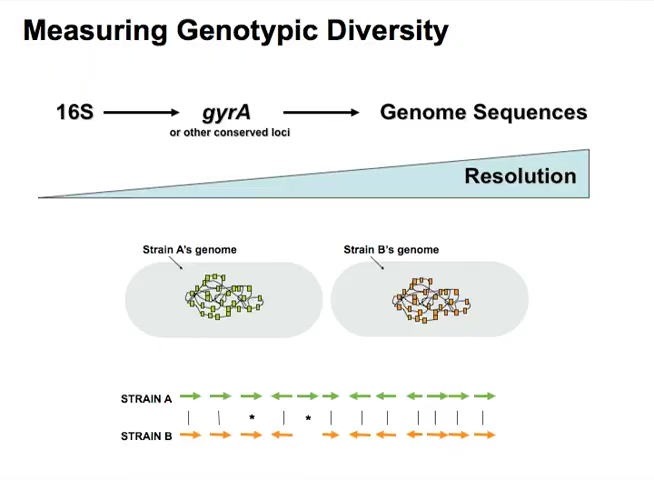 Measuring Genotypic Diversity
16S gyrA Genome Sequences
or other conserved loci
Resolution
Strain A's genome Strain B's genome
STRAIN A
* *
STRAIN B